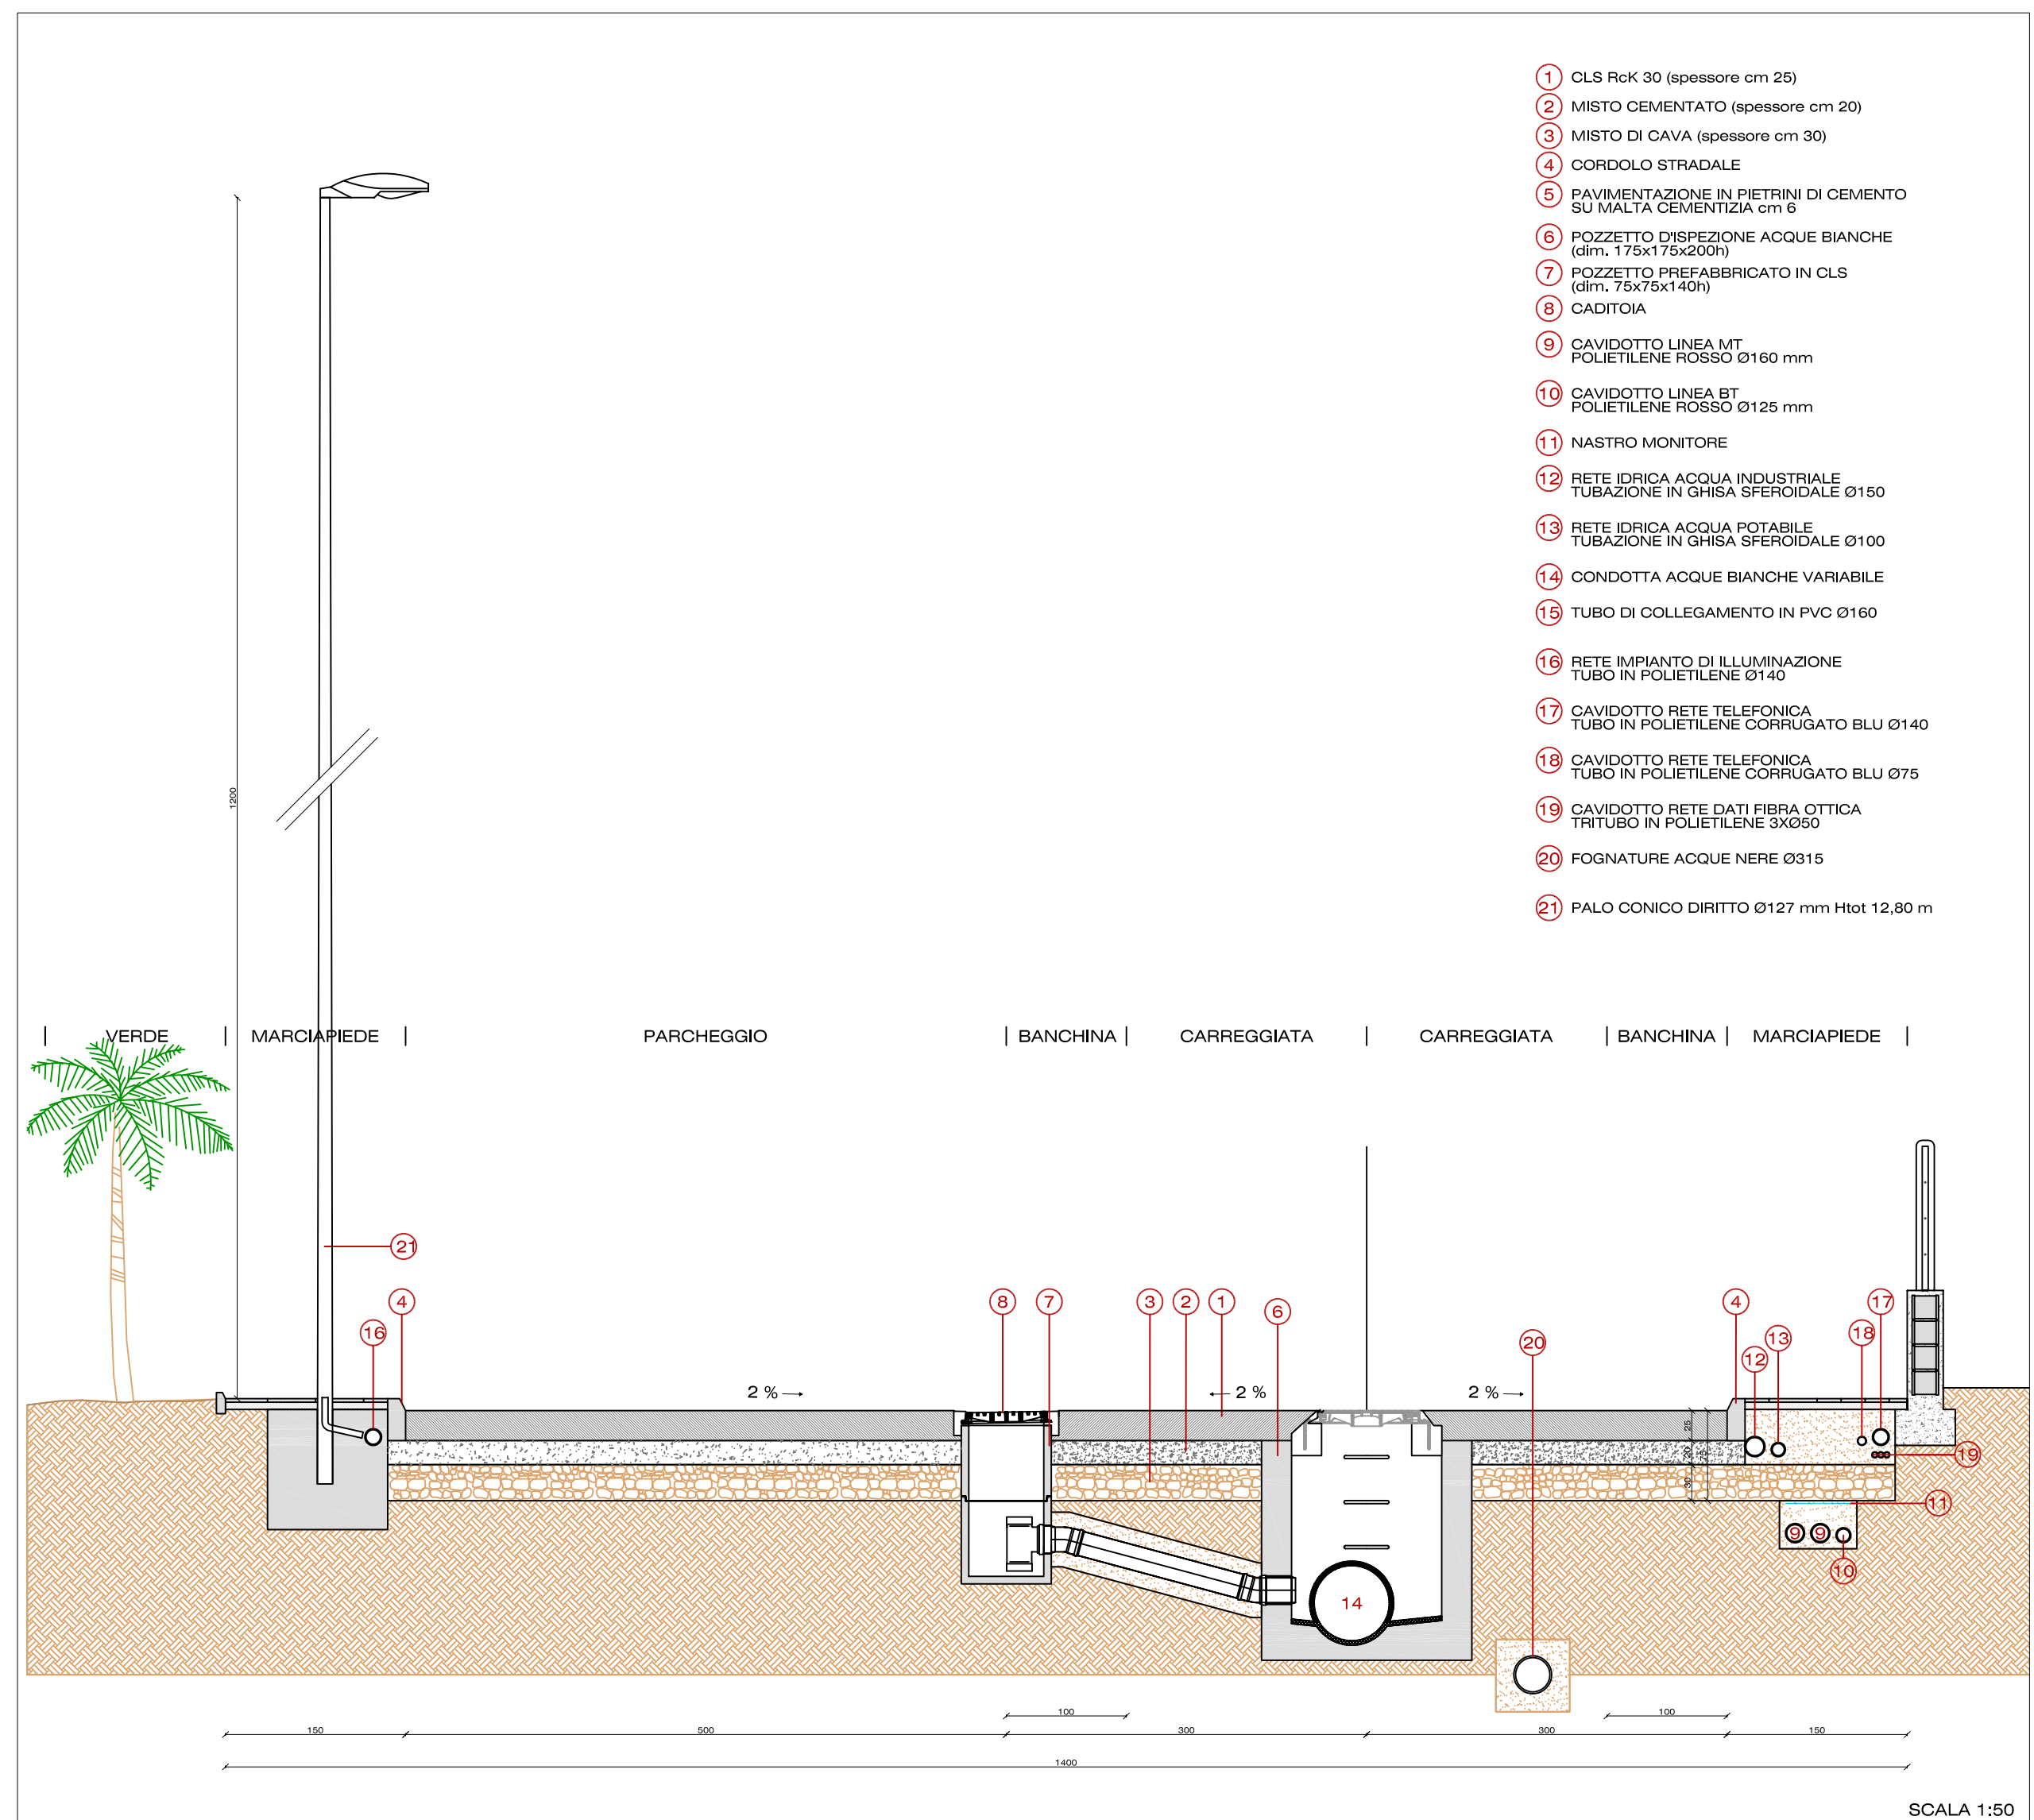 1 CLS RcK 30 (spessore cm 25)
2 MISTO CEMENTATO (spessore cm 20)
3 MISTO DI CAVA (spessore cm 30)
4 CORDOLO STRADALE
5 PAVIMENTAZIONE IN PIETRINI DI CEMENTO
SU MALTA CEMENTIZIA cm 6
6 POZZETTO D'ISPEZIONE ACQUE BIANCHE
(dim. 175x175x200h)
7 POZZETTO PREFABBRICATO IN CLS
(dim. 75x75x140h)
8 CADITOIA
9 CAVIDOTTO LINEA MT
POLIETILENE ROSSO Ø160 mm
10 CAVIDOTTO LINEA BT
POLIETILENE ROSSO Ø125 mm
11 NASTRO MONITORE
12 RETE IDRICA ACQUA INDUSTRIALE
TUBAZIONE IN GHISA SFEROIDALE Ø150
13 RETE IDRICA ACQUA POTABILE
TUBAZIONE IN GHISA SFEROIDALE Ø100
14 CONDOTTA ACQUE BIANCHE VARIABILE
15 TUBO DI COLLEGAMENTO IN PVC Ø160
16 RETE IMPIANTO DI ILLUMINAZIONE
TUBO IN POLIETILENE Ø140
17 CAVIDOTTO RETE TELEFONICA
TUBO IN POLIETILENE CORRUGATO BLU Ø140
18 CAVIDOTTO RETE TELEFONICA
TUBO IN POLIETILENE CORRUGATO BLU Ø75
19 CAVIDOTTO RETE DATI FIBRA OTTICA
TRITUBO IN POLIETILENE 3XØ50
20 FOGNATURE ACQUE NERE Ø315
21 PALO CONICO DIRITTO Ø127 mm Htot 12,80 m
1200
VERDE MARCIAPIEDE PARCHEGGIO BANCHINA CARREGGIATA CARREGGIATA BANCHINA MARCIAPIEDE
21
4 8 7 3 2 1 6 4 17
16 20 12 13 18
2 % 2 % 2 %
25
20 75
30
19
11
9 9
10
14
100 100
150 500 300 300 150
1400
SCALA 1:50